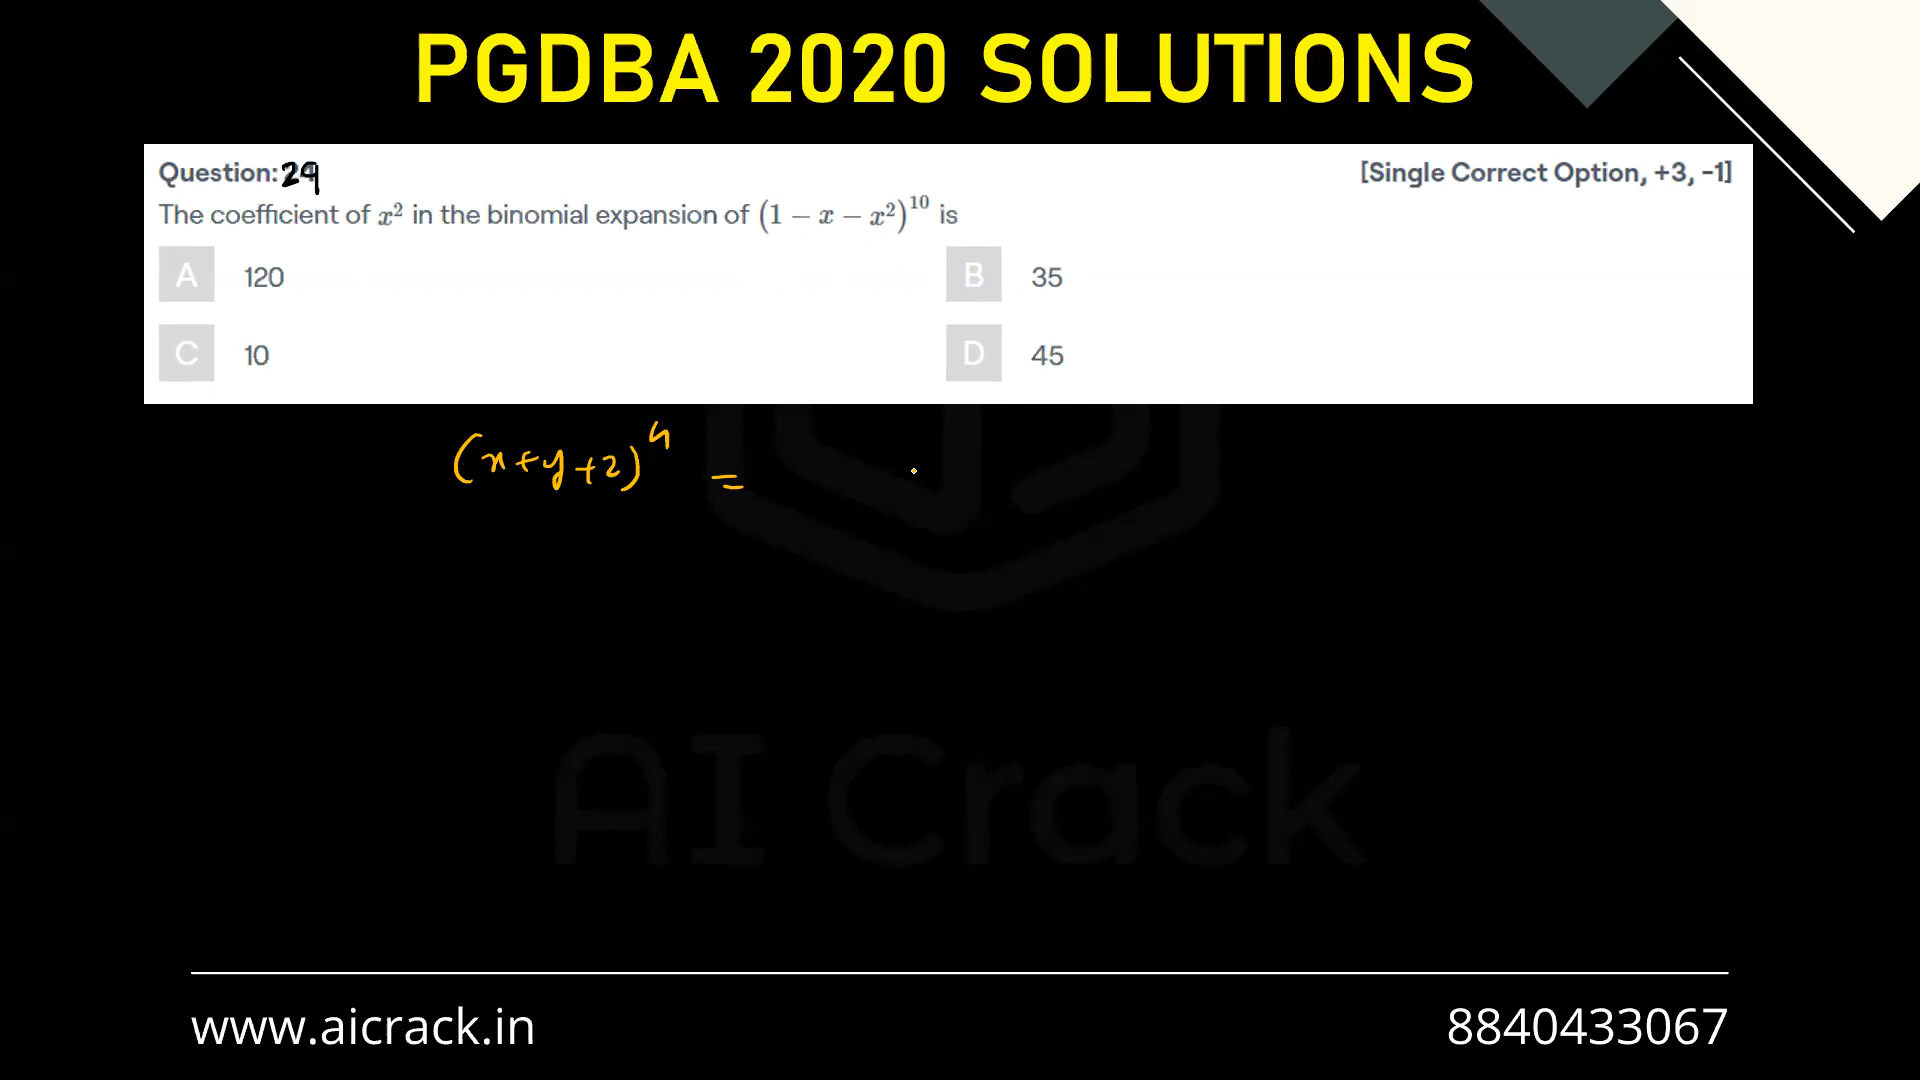 PGDBA 2020 SOLUTIONS
Question: 29 [Single Correct Option, +3, -1]
The coefficient of x² in the binomial expansion of (1 − x − x²)¹⁰ is
A 120 B 35
C 10 D 45
(x+y+z)⁴ =
AI Crack
www.aicrack.in 8840433067